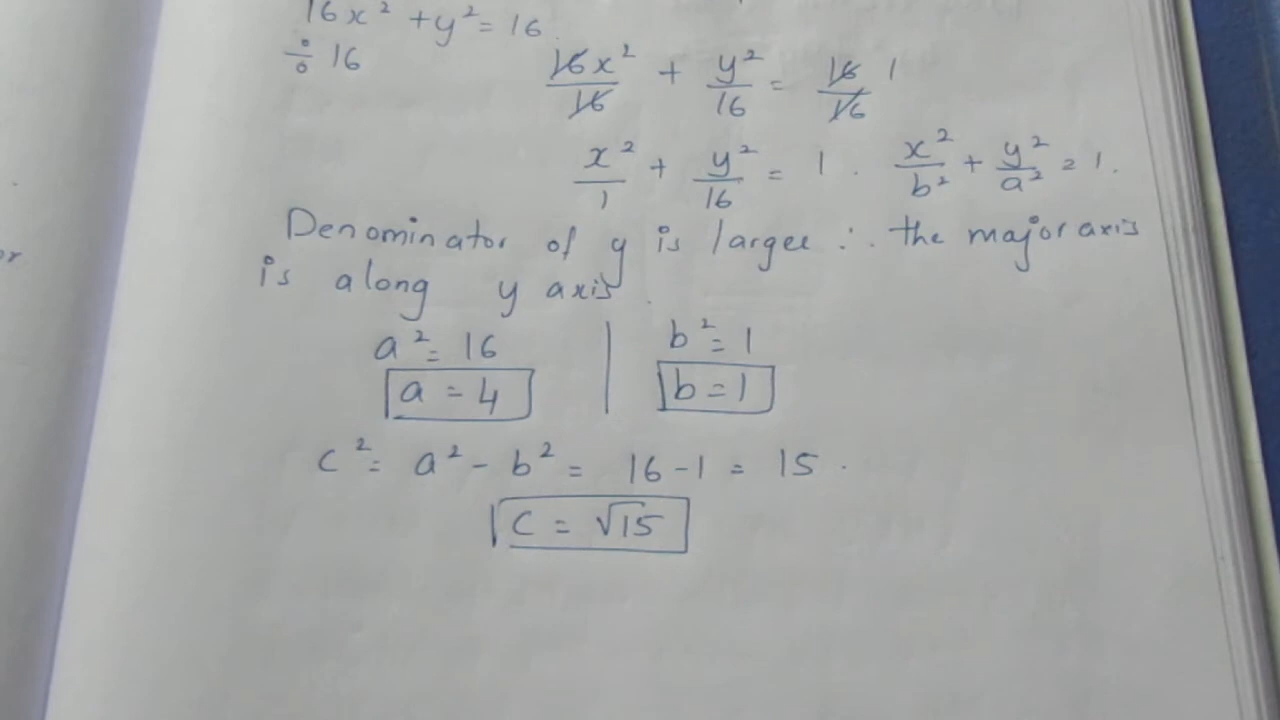 16x² + y² = 16
÷ 16
16x²/16 + y²/16 = 16/16 1
x²/1 + y²/16 = 1 . x²/b² + y²/a² = 1.
Denominator of y is larger ∴ the major axis
is along y axis.
a² = 16 | b² = 1
a = 4 | b = 1
c² = a² - b² = 16 - 1 = 15 .
c = √15